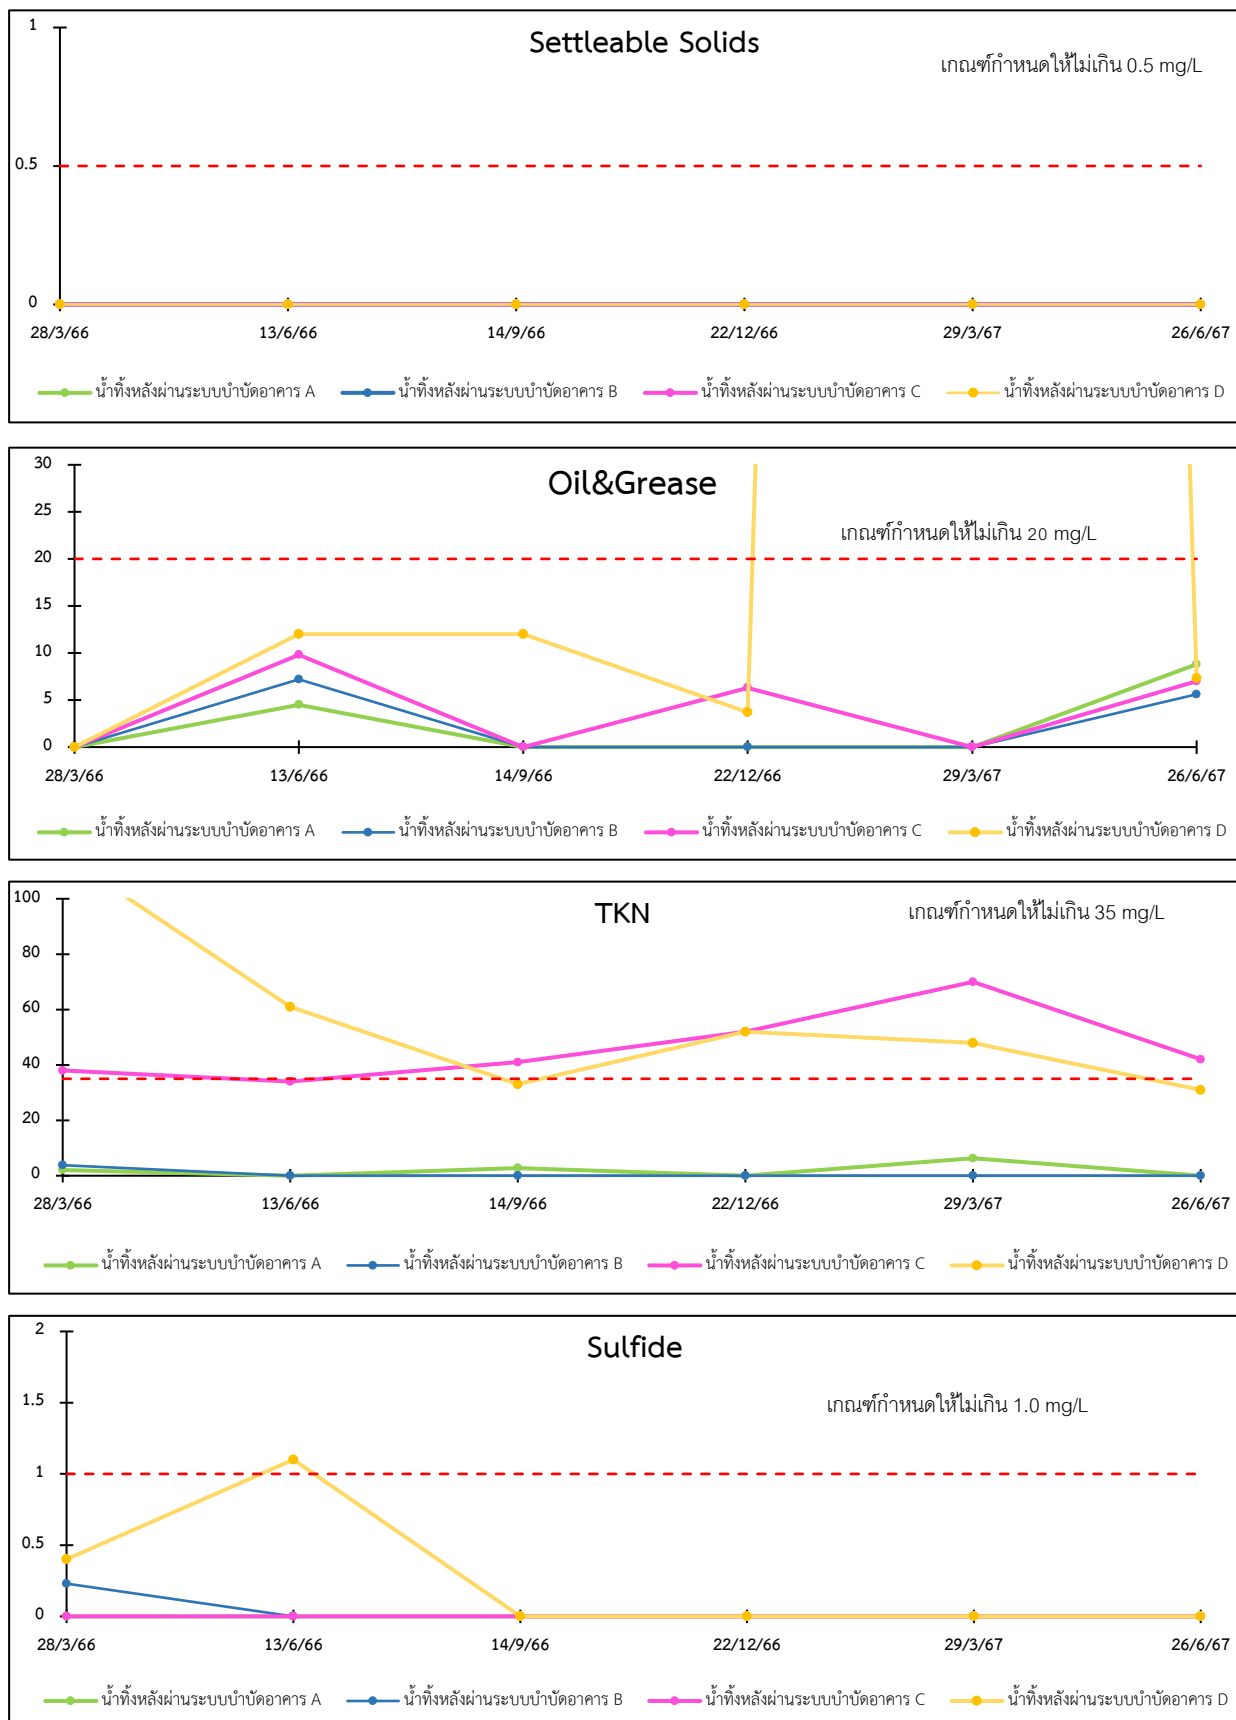 Settleable Solids
เกณฑ์กำหนดให้ไม่เกิน 0.5 mg/L
1
0.5
0
28/3/66 13/6/66 14/9/66 22/12/66 29/3/67 26/6/67
น้ำทิ้งหลังผ่านระบบบำบัดอาคาร A น้ำทิ้งหลังผ่านระบบบำบัดอาคาร B น้ำทิ้งหลังผ่านระบบบำบัดอาคาร C น้ำทิ้งหลังผ่านระบบบำบัดอาคาร D
Oil&Grease
เกณฑ์กำหนดให้ไม่เกิน 20 mg/L
30
25
20
15
10
5
0
28/3/66 13/6/66 14/9/66 22/12/66 29/3/67 26/6/67
น้ำทิ้งหลังผ่านระบบบำบัดอาคาร A น้ำทิ้งหลังผ่านระบบบำบัดอาคาร B น้ำทิ้งหลังผ่านระบบบำบัดอาคาร C น้ำทิ้งหลังผ่านระบบบำบัดอาคาร D
TKN
เกณฑ์กำหนดให้ไม่เกิน 35 mg/L
100
80
60
40
20
0
28/3/66 13/6/66 14/9/66 22/12/66 29/3/67 26/6/67
น้ำทิ้งหลังผ่านระบบบำบัดอาคาร A น้ำทิ้งหลังผ่านระบบบำบัดอาคาร B น้ำทิ้งหลังผ่านระบบบำบัดอาคาร C น้ำทิ้งหลังผ่านระบบบำบัดอาคาร D
Sulfide
เกณฑ์กำหนดให้ไม่เกิน 1.0 mg/L
2
1.5
1
0.5
0
28/3/66 13/6/66 14/9/66 22/12/66 29/3/67 26/6/67
น้ำทิ้งหลังผ่านระบบบำบัดอาคาร A น้ำทิ้งหลังผ่านระบบบำบัดอาคาร B น้ำทิ้งหลังผ่านระบบบำบัดอาคาร C น้ำทิ้งหลังผ่านระบบบำบัดอาคาร D